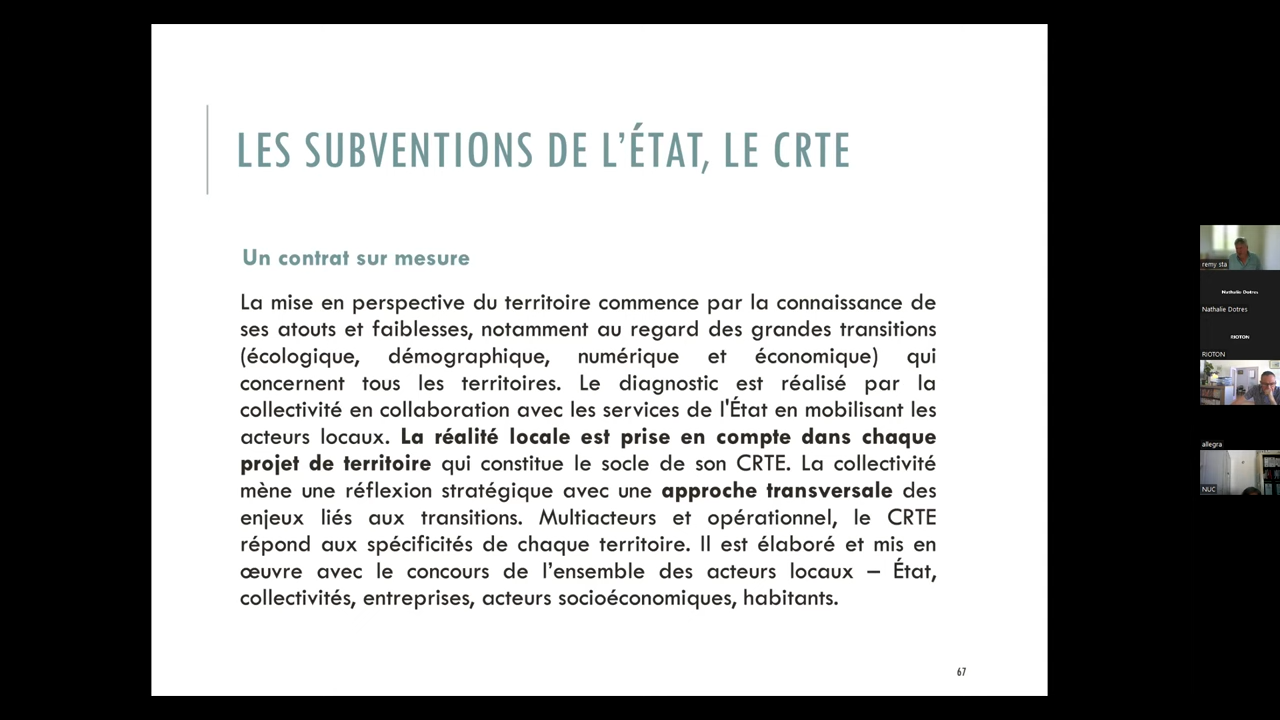 LES SUBVENTIONS DE L’ÉTAT, LE CRTE
Un contrat sur mesure
La mise en perspective du territoire commence par la connaissance de
ses atouts et faiblesses, notamment au regard des grandes transitions
(écologique, démographique, numérique et économique) qui
concernent tous les territoires. Le diagnostic est réalisé par la
collectivité en collaboration avec les services de l'État en mobilisant les
acteurs locaux. La réalité locale est prise en compte dans chaque
projet de territoire qui constitue le socle de son CRTE. La collectivité
mène une réflexion stratégique avec une approche transversale des
enjeux liés aux transitions. Multiacteurs et opérationnel, le CRTE
répond aux spécificités de chaque territoire. Il est élaboré et mis en
œuvre avec le concours de l’ensemble des acteurs locaux – État,
collectivités, entreprises, acteurs socioéconomiques, habitants.
67
remy sta
Nathalie Dotres
Nathalie Dotres
RIOTON
RIOTON
allegra
NUC